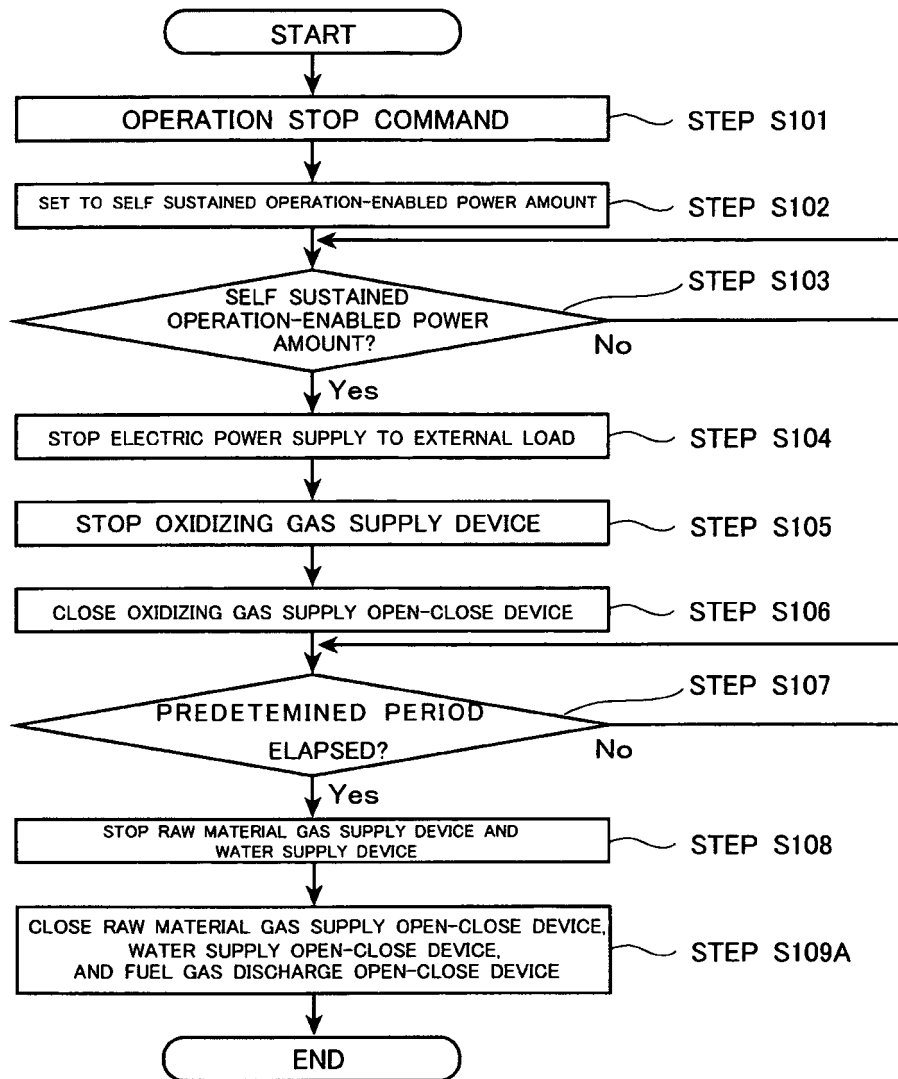 START
OPERATION STOP COMMAND
STEP S101
SET TO SELF SUSTAINED OPERATION-ENABLED POWER AMOUNT
STEP S102
SELF SUSTAINED
OPERATION-ENABLED POWER
AMOUNT?
STEP S103
No
Yes
STOP ELECTRIC POWER SUPPLY TO EXTERNAL LOAD
STEP S104
STOP OXIDIZING GAS SUPPLY DEVICE
STEP S105
CLOSE OXIDIZING GAS SUPPLY OPEN-CLOSE DEVICE
STEP S106
PREDETEMINED PERIOD
ELAPSED?
STEP S107
No
Yes
STOP RAW MATERIAL GAS SUPPLY DEVICE AND
WATER SUPPLY DEVICE
STEP S108
CLOSE RAW MATERIAL GAS SUPPLY OPEN-CLOSE DEVICE,
WATER SUPPLY OPEN-CLOSE DEVICE,
AND FUEL GAS DISCHARGE OPEN-CLOSE DEVICE
STEP S109A
END